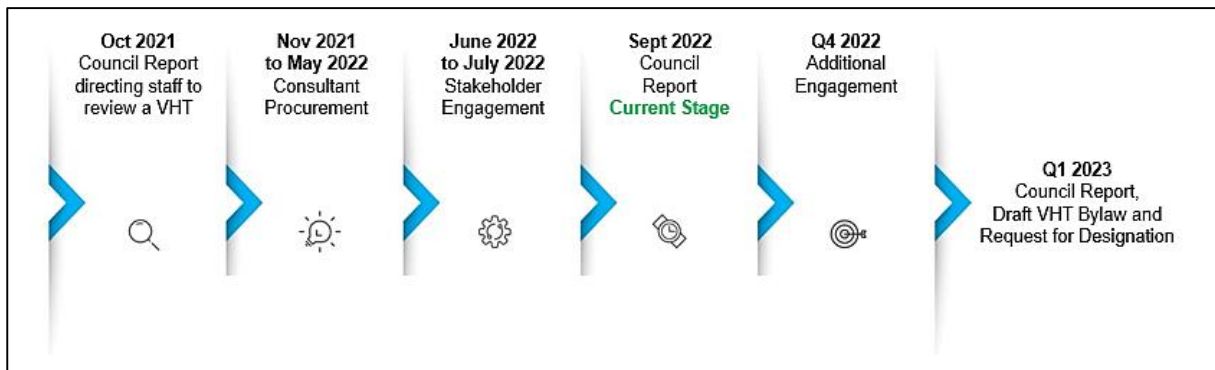 Oct 2021
Council Report
directing staff to
review a VHT
Nov 2021
to May 2022
Consultant
Procurement
June 2022
to July 2022
Stakeholder
Engagement
Sept 2022
Council
Report
Current Stage
Q4 2022
Additional
Engagement
Q1 2023
Council Report,
Draft VHT Bylaw and
Request for Designation